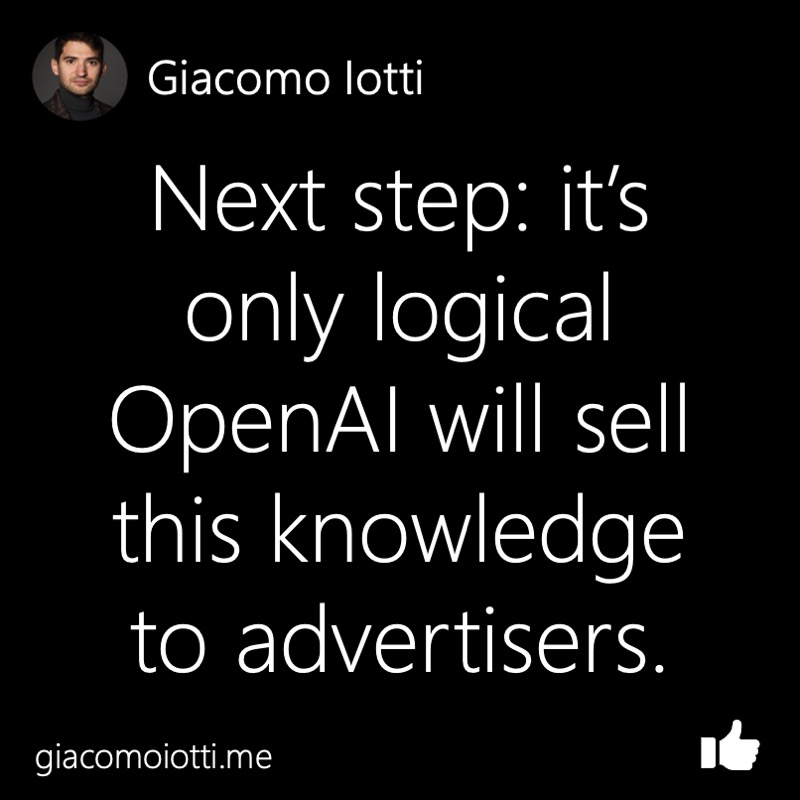 Giacomo Iotti
Next step: it’s
only logical
OpenAI will sell
this knowledge
to advertisers.
giacomoiotti.me